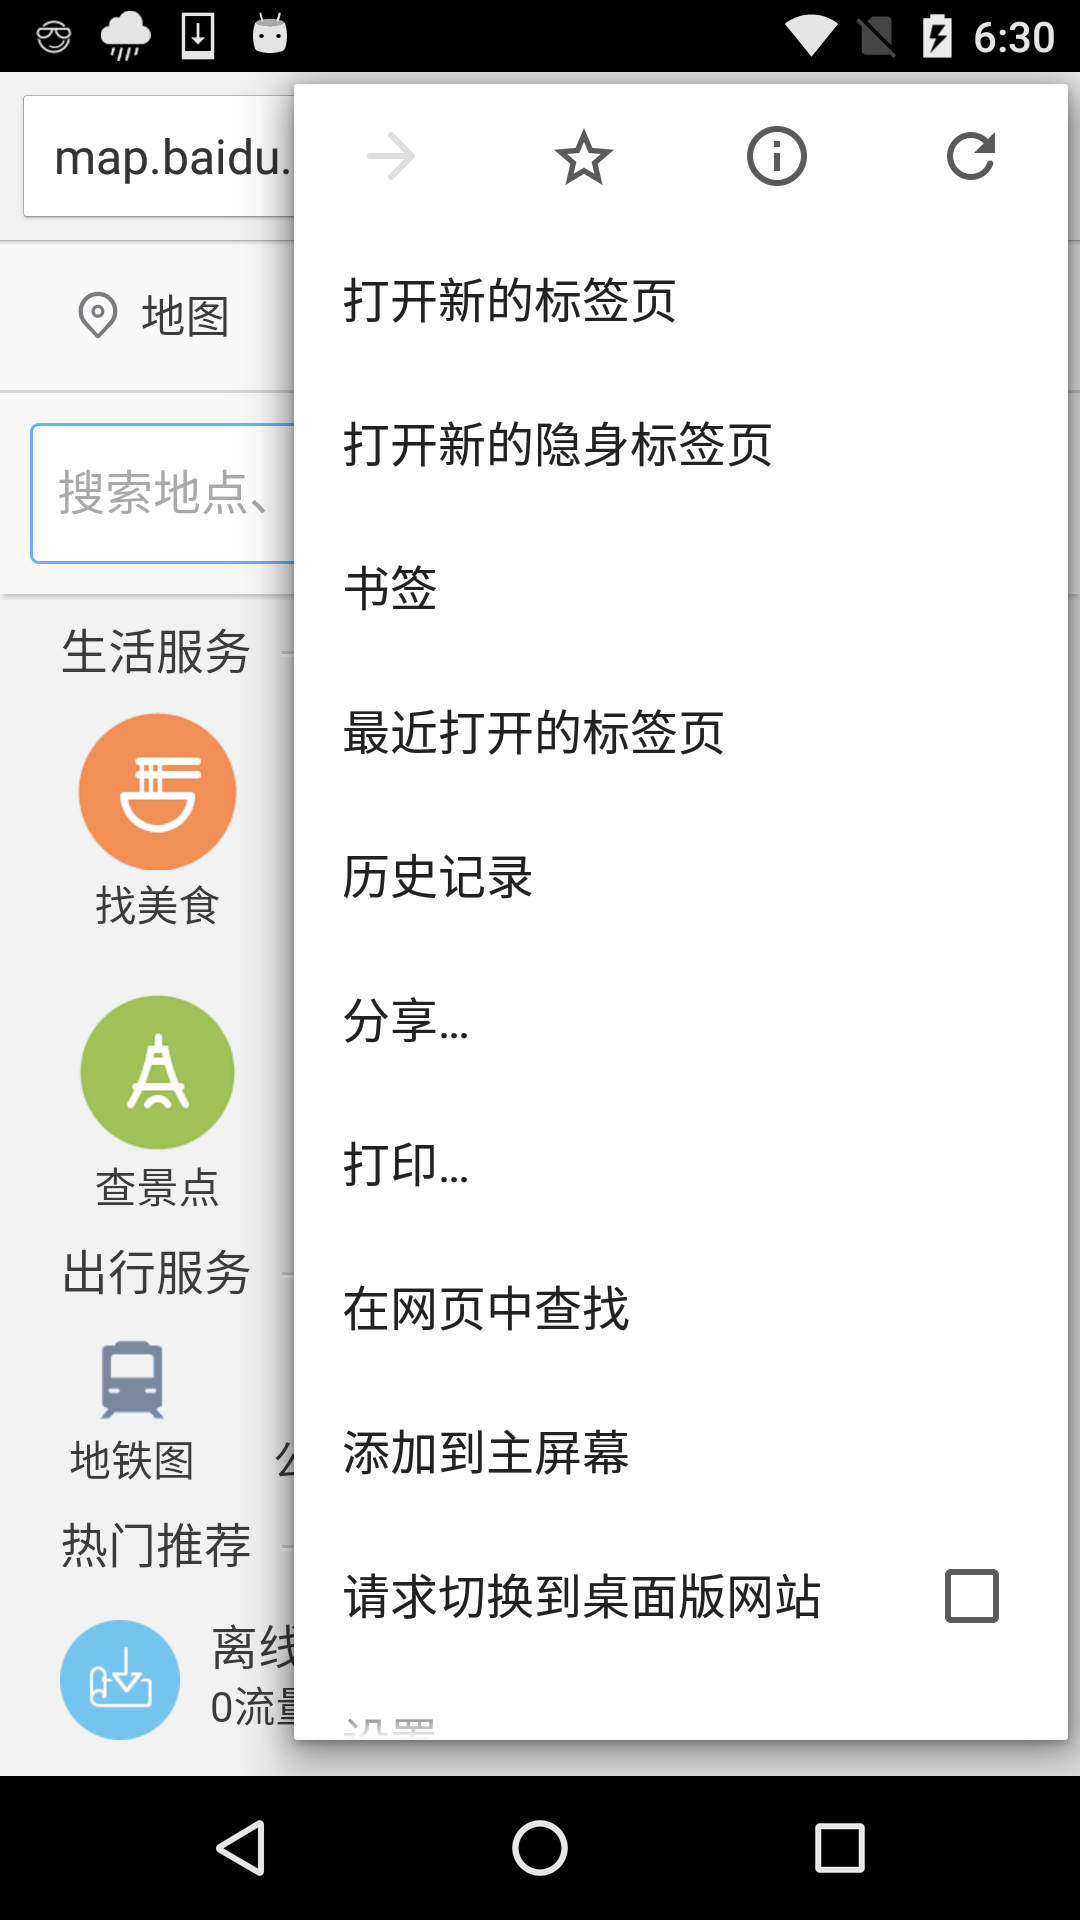 6:30
map.baidu.
地图
搜索地点、
生活服务
找美食
查景点
出行服务
地铁图
热门推荐
离线
0流量
打开新的标签页
打开新的隐身标签页
书签
最近打开的标签页
历史记录
分享...
打印...
在网页中查找
添加到主屏幕
请求切换到桌面版网站
设置